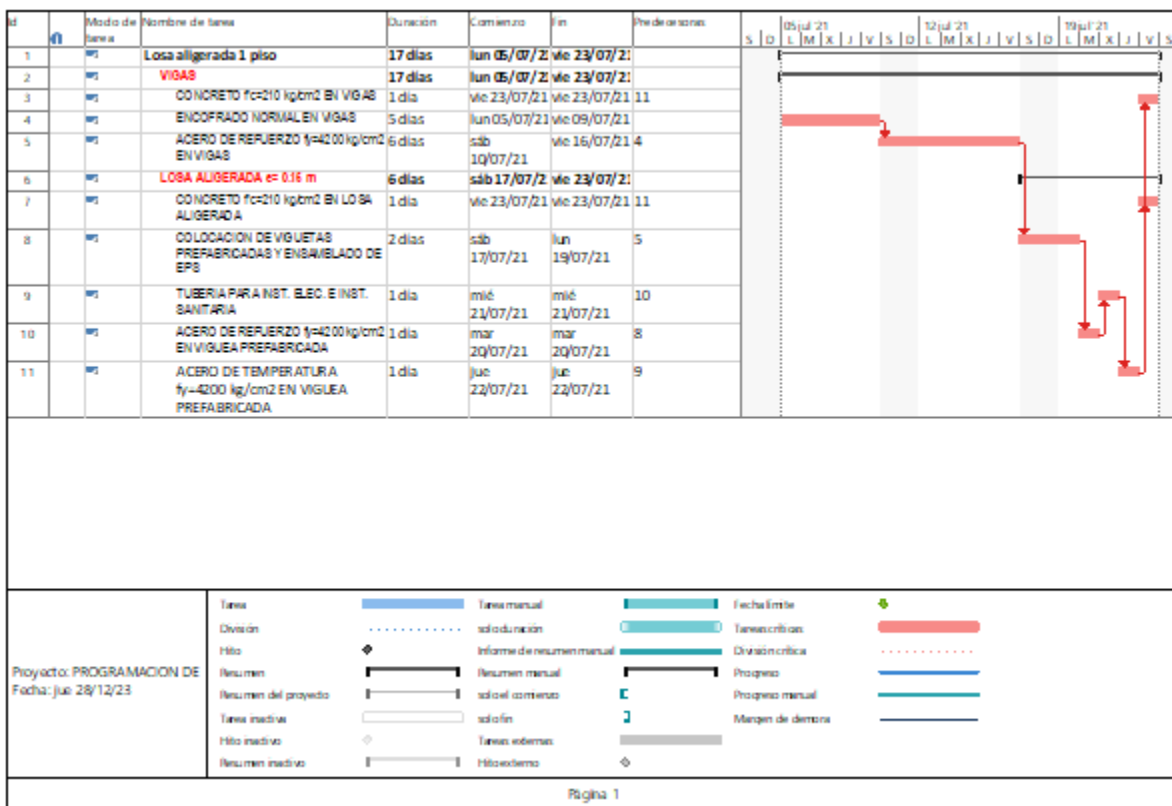 Id Modo de Nombre de tarea Duración Comienzo Fin Predecesoras 05 jul '21 12 jul '21 19 jul '21
tarea S D L M X J V S D L M X J V S D L M X J V S
1 Losa aligerada 1 piso 17 días lun 05/07/21 vie 23/07/21
2 VIGAS 17 días lun 05/07/21 vie 23/07/21
3 CONCRETO f'c=210 kg/cm2 EN VIGAS 1 día vie 23/07/21 vie 23/07/21 11
4 ENCOFRADO NORMAL EN VIGAS 5 días lun 05/07/21 vie 09/07/21
5 ACERO DE REFUERZO fy=4200 kg/cm2 6 días sáb vie 16/07/21 4
EN VIGAS 10/07/21
6 LOSA ALIGERADA e= 0.16 m 6 días sáb 17/07/2 vie 23/07/21
7 CONCRETO f'c=210 kg/cm2 EN LOSA 1 día vie 23/07/21 vie 23/07/21 11
ALIGERADA
8 COLOCACION DE VIGUETAS 2 días sáb lun 5
PREFABRICADAS Y ENSAMBLADO DE 17/07/21 19/07/21
EPS
9 TUBERIA PARA INST. ELEC. E INST. 1 día mié mié 10
SANITARIA 21/07/21 21/07/21
10 ACERO DE REFUERZO fy=4200 kg/cm2 1 día mar mar 8
EN VIGUEA PREFABRICADA 20/07/21 20/07/21
11 ACERO DE TEMPERATURA 1 día jue jue 9
fy=4200 kg/cm2 EN VIGUEA 22/07/21 22/07/21
PREFABRICADA
Proyecto: PROGRAMACION DE
Fecha: jue 28/12/23
Tarea Tarea manual Fecha límite
División solo duración Tareas críticas
Hito Informe de resumen manual División crítica
Resumen Resumen manual Progreso
Resumen del proyecto solo el comienzo Progreso manual
Tarea inactiva solo fin Margen de demora
Hito inactivo Tareas externas
Resumen inactivo Hito externo
Página 1